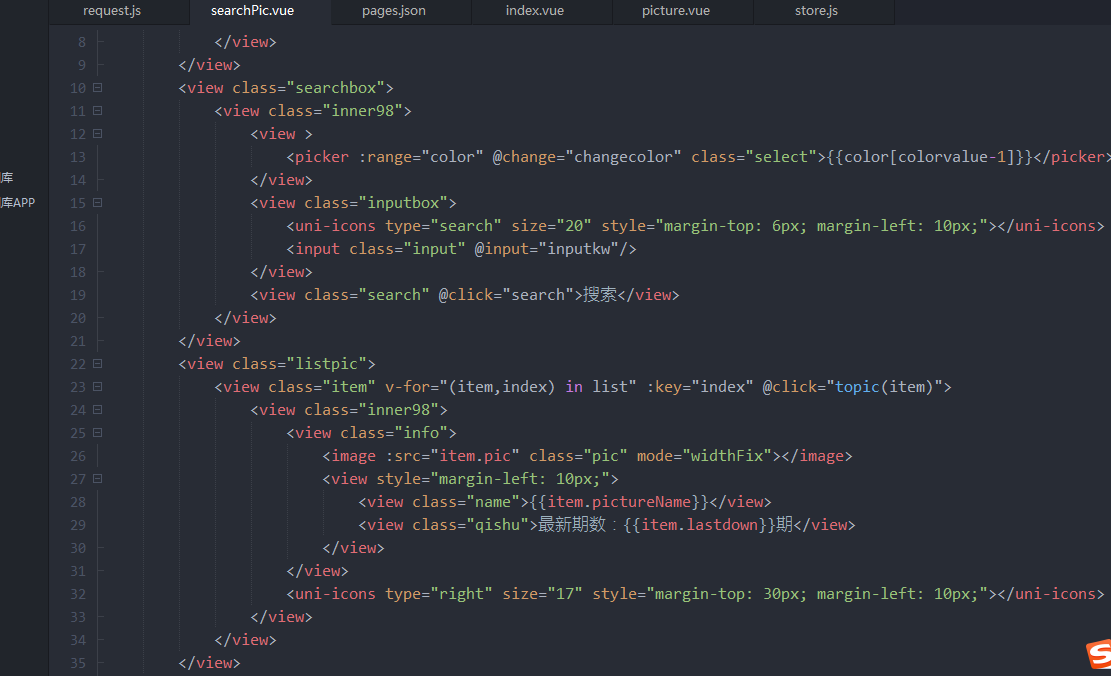 request.js searchPic.vue pages.json index.vue picture.vue store.js
8 </view>
9 </view>
10 <view class="searchbox">
11 <view class="inner98">
12 <view >
13 <picker :range="color" @change="changecolor" class="select">{{color[colorvalue-1]}}</picker>
库
14 </view>
15 <view class="inputbox">
库APP
16 <uni-icons type="search" size="20" style="margin-top: 6px; margin-left: 10px;"></uni-icons>
17 <input class="input" @input="inputkw"/>
18 </view>
19 <view class="search" @click="search">搜索</view>
20 </view>
21 </view>
22 <view class="listpic">
23 <view class="item" v-for="(item,index) in list" :key="index" @click="topic(item)">
24 <view class="inner98">
25 <view class="info">
26 <image :src="item.pic" class="pic" mode="widthFix"></image>
27 <view style="margin-left: 10px;">
28 <view class="name">{{item.pictureName}}</view>
29 <view class="qishu">最新期数：{{item.lastdown}}期</view>
30 </view>
31 </view>
32 <uni-icons type="right" size="17" style="margin-top: 30px; margin-left: 10px;"></uni-icons>
33 </view>
34 </view>
35 </view>